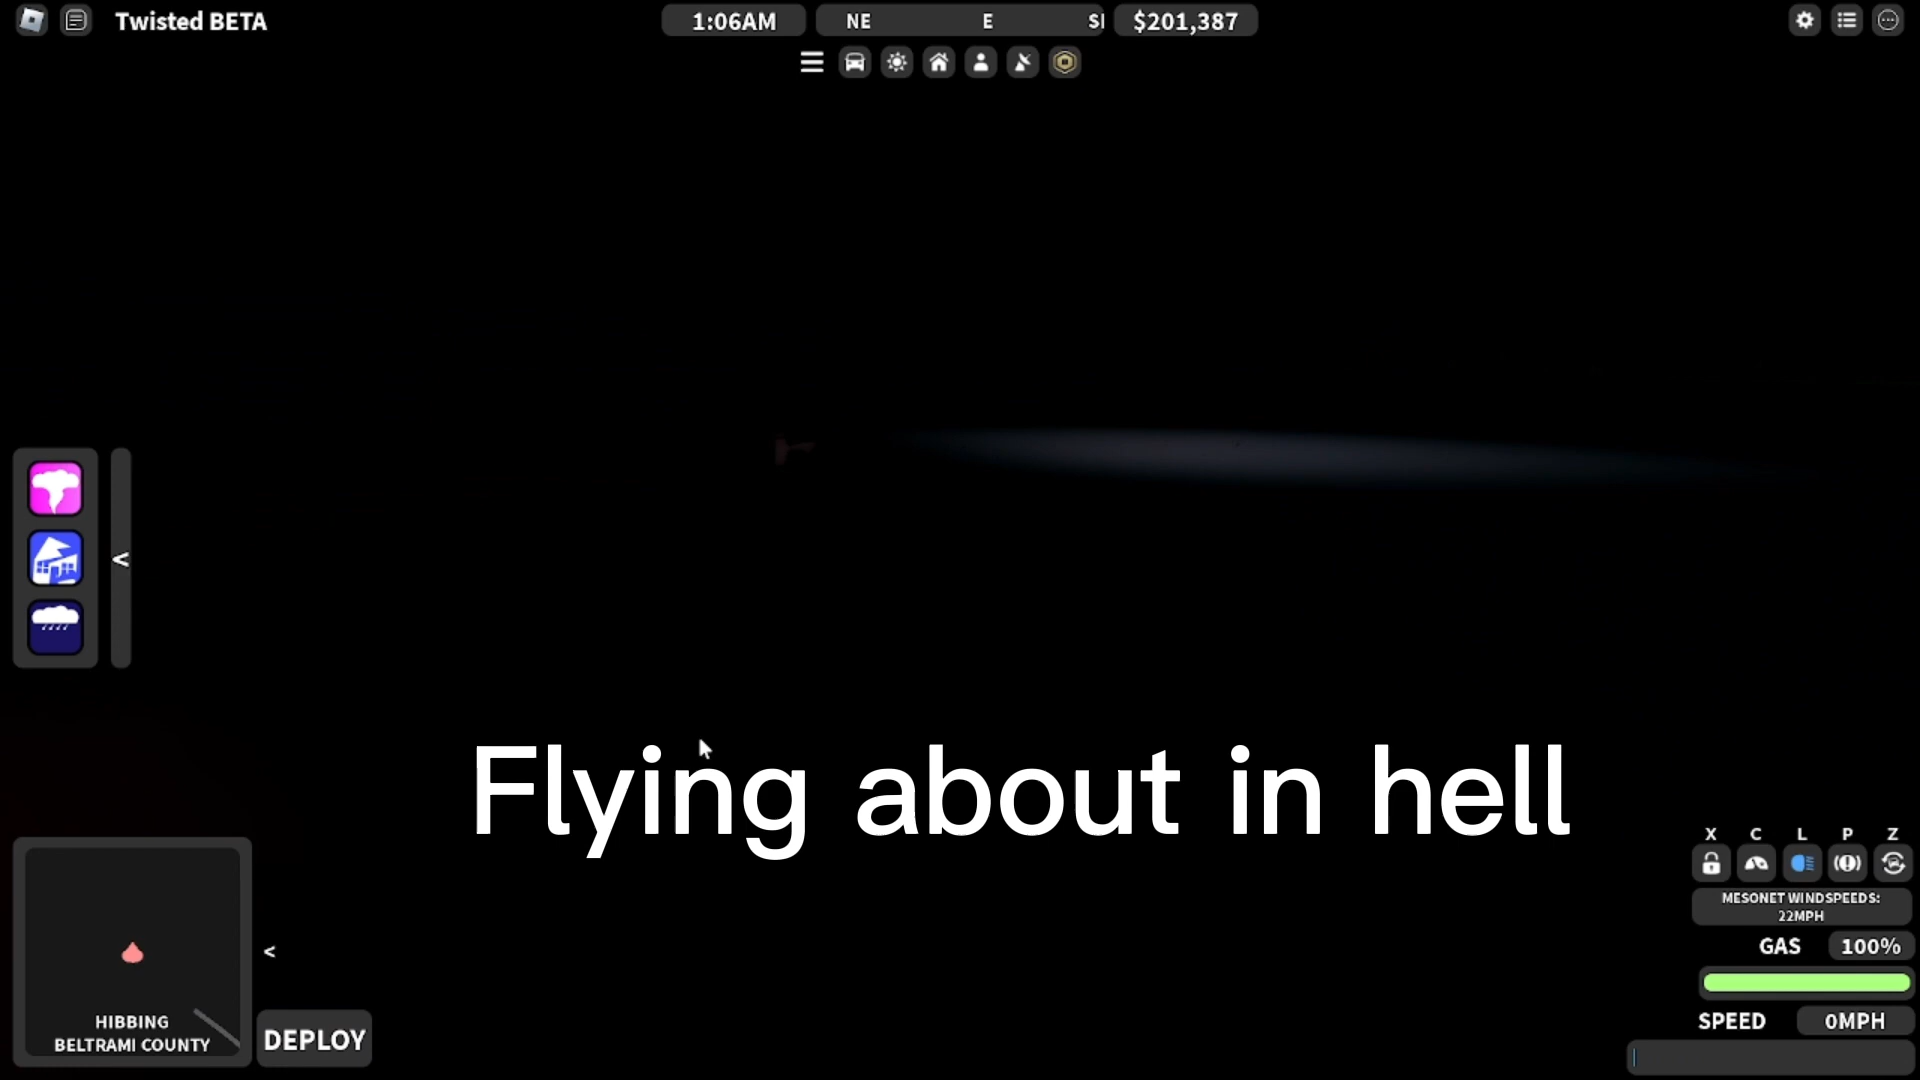 Twisted BETA
1:06AM
NE E
$201,387
<
Flying about in hell
X C L P Z
MESONET WINDSPEEDS:
22MPH
GAS 100%
<
HIBBING
BELTRAMI COUNTY
DEPLOY
SPEED 0MPH